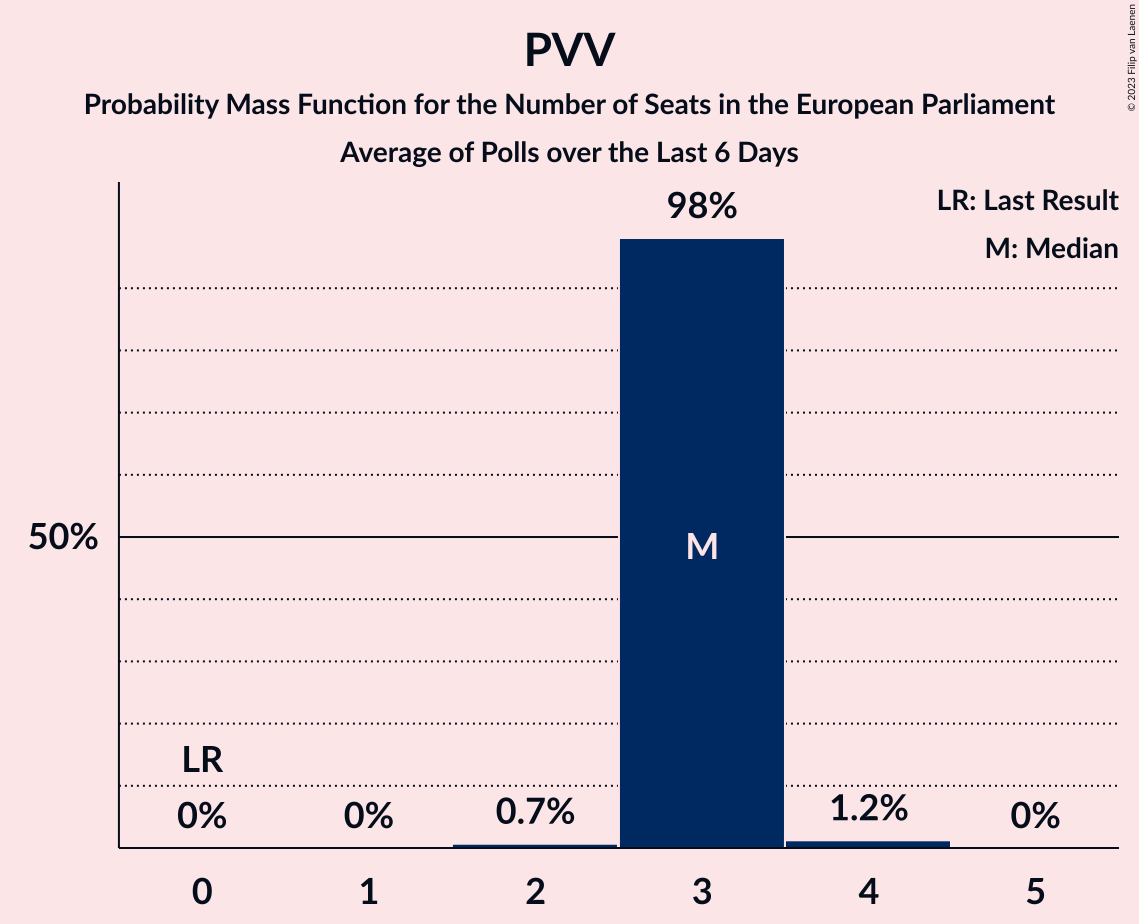 PVV
Probability Mass Function for the Number of Seats in the European Parliament
Average of Polls over the Last 6 Days
© 2023 Filip van Laenen
LR: Last Result
M: Median
98%
50%
M
LR
0%
0%
0.7%
1.2%
0%
0
1
2
3
4
5